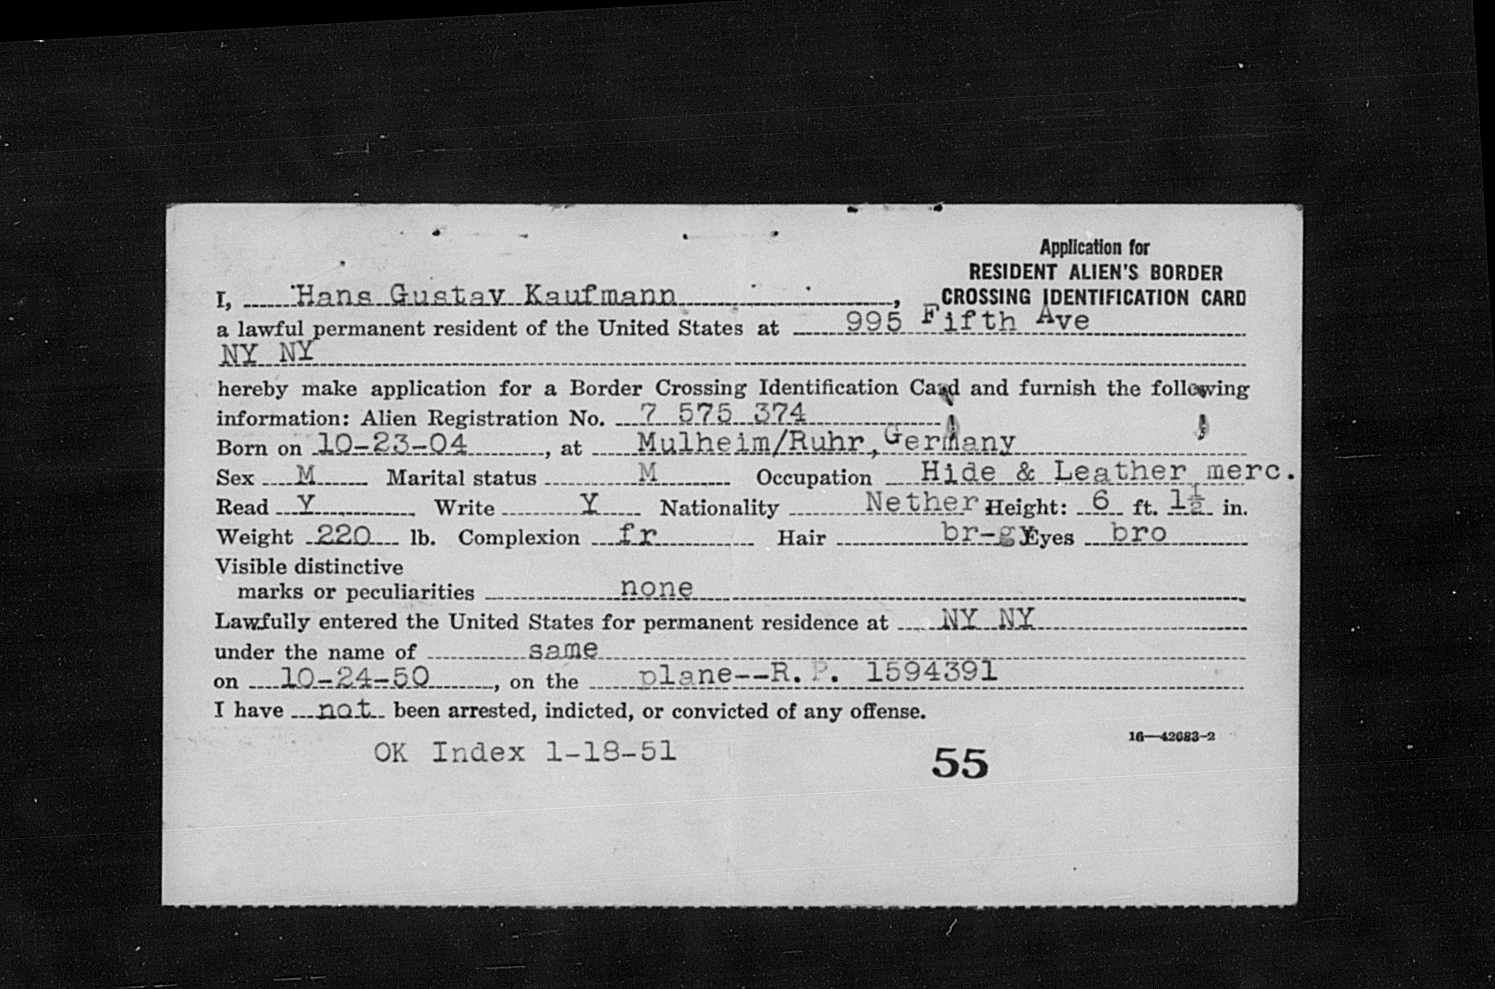 Application for
RESIDENT ALIEN'S BORDER
CROSSING IDENTIFICATION CARD
I, Hans Gustav Kaufmann,
a lawful permanent resident of the United States at 995 Fifth Ave
NY NY
hereby make application for a Border Crossing Identification Card and furnish the following
information: Alien Registration No. 7 575 374
Born on 10-23-04, at Mulheim/Ruhr, Germany
Sex M Marital status M Occupation Hide & Leather merc.
Read Y Write Y Nationality Nether Height: 6 ft. 1½ in.
Weight 220 lb. Complexion fr Hair br-gy Eyes bro
Visible distinctive
marks or peculiarities none
Lawfully entered the United States for permanent residence at NY NY
under the name of same
on 10-24-50, on the plane--R. P. 1594391
I have not been arrested, indicted, or convicted of any offense.
16—42683-2
OK Index 1-18-51
55